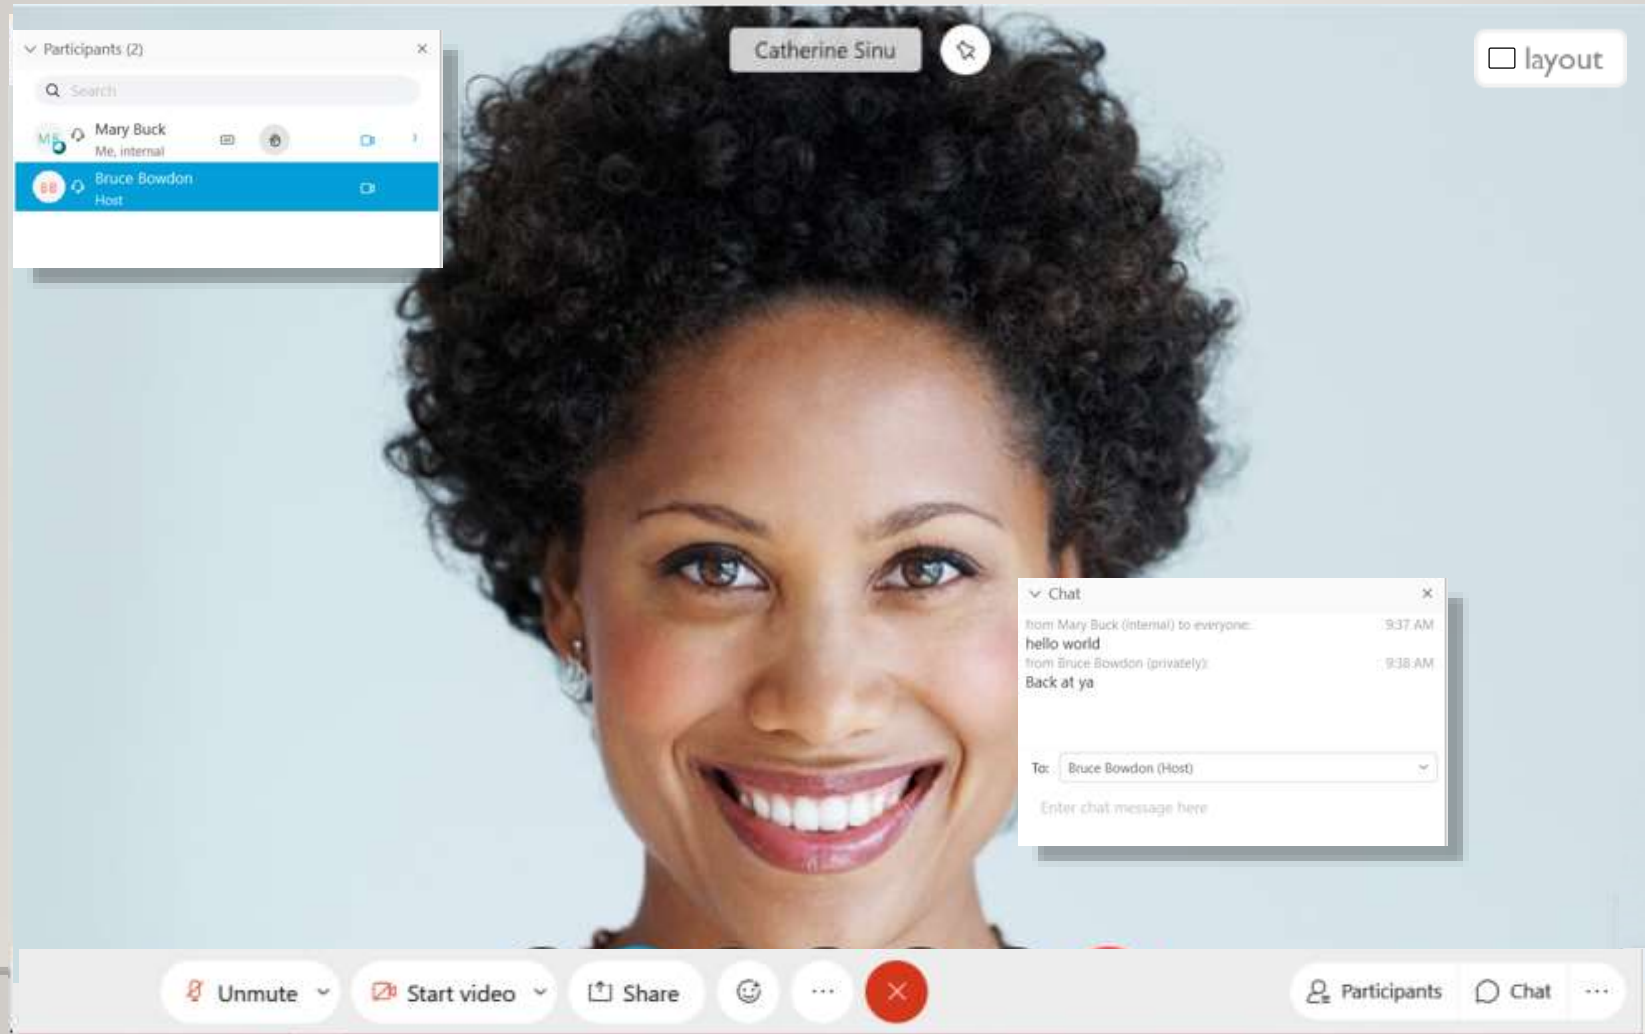 Participants (2)
Search
Mary Buck
Me, internal
BB
Bruce Bowdon
Host
Catherine Sinu
layout
Chat
from Mary Buck (internal) to everyone: 9:37 AM
hello world
from Bruce Bowdon (privately): 9:38 AM
Back at ya
To: Bruce Bowdon (Host)
Enter chat message here
Unmute
Start video
Share
Participants
Chat